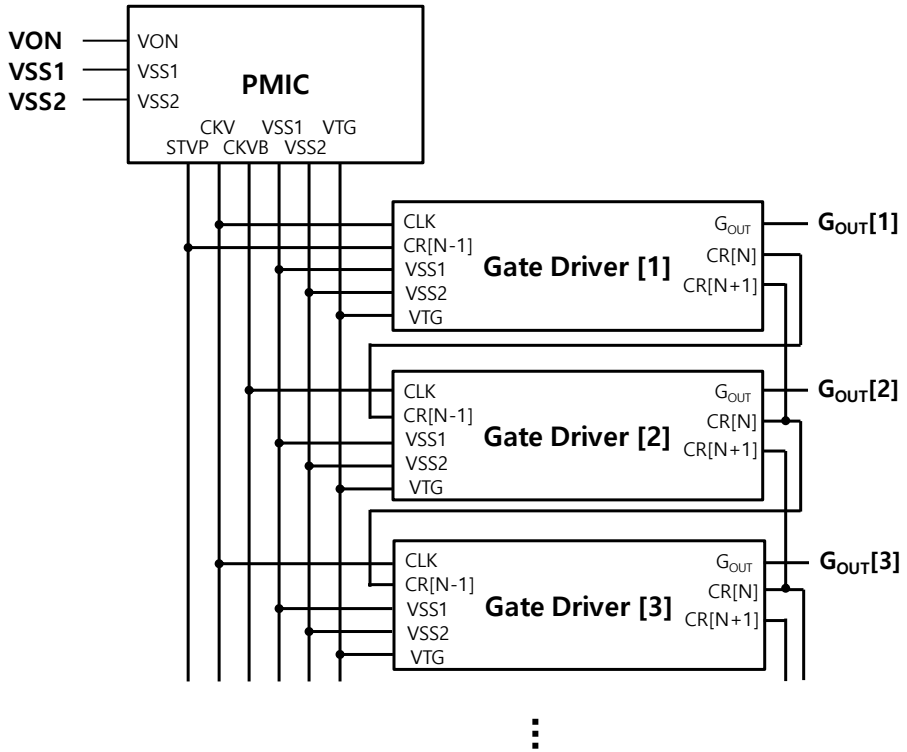 VON
VSS1
VSS2
VON
VSS1
VSS2
PMIC
CKV VSS1 VTG
STVP CKVB VSS2
CLK
CR[N-1]
VSS1
VSS2
VTG
Gate Driver [1]
GOUT
CR[N]
CR[N+1]
GOUT[1]
CLK
CR[N-1]
VSS1
VSS2
VTG
Gate Driver [2]
GOUT
CR[N]
CR[N+1]
GOUT[2]
CLK
CR[N-1]
VSS1
VSS2
VTG
Gate Driver [3]
GOUT
CR[N]
CR[N+1]
GOUT[3]